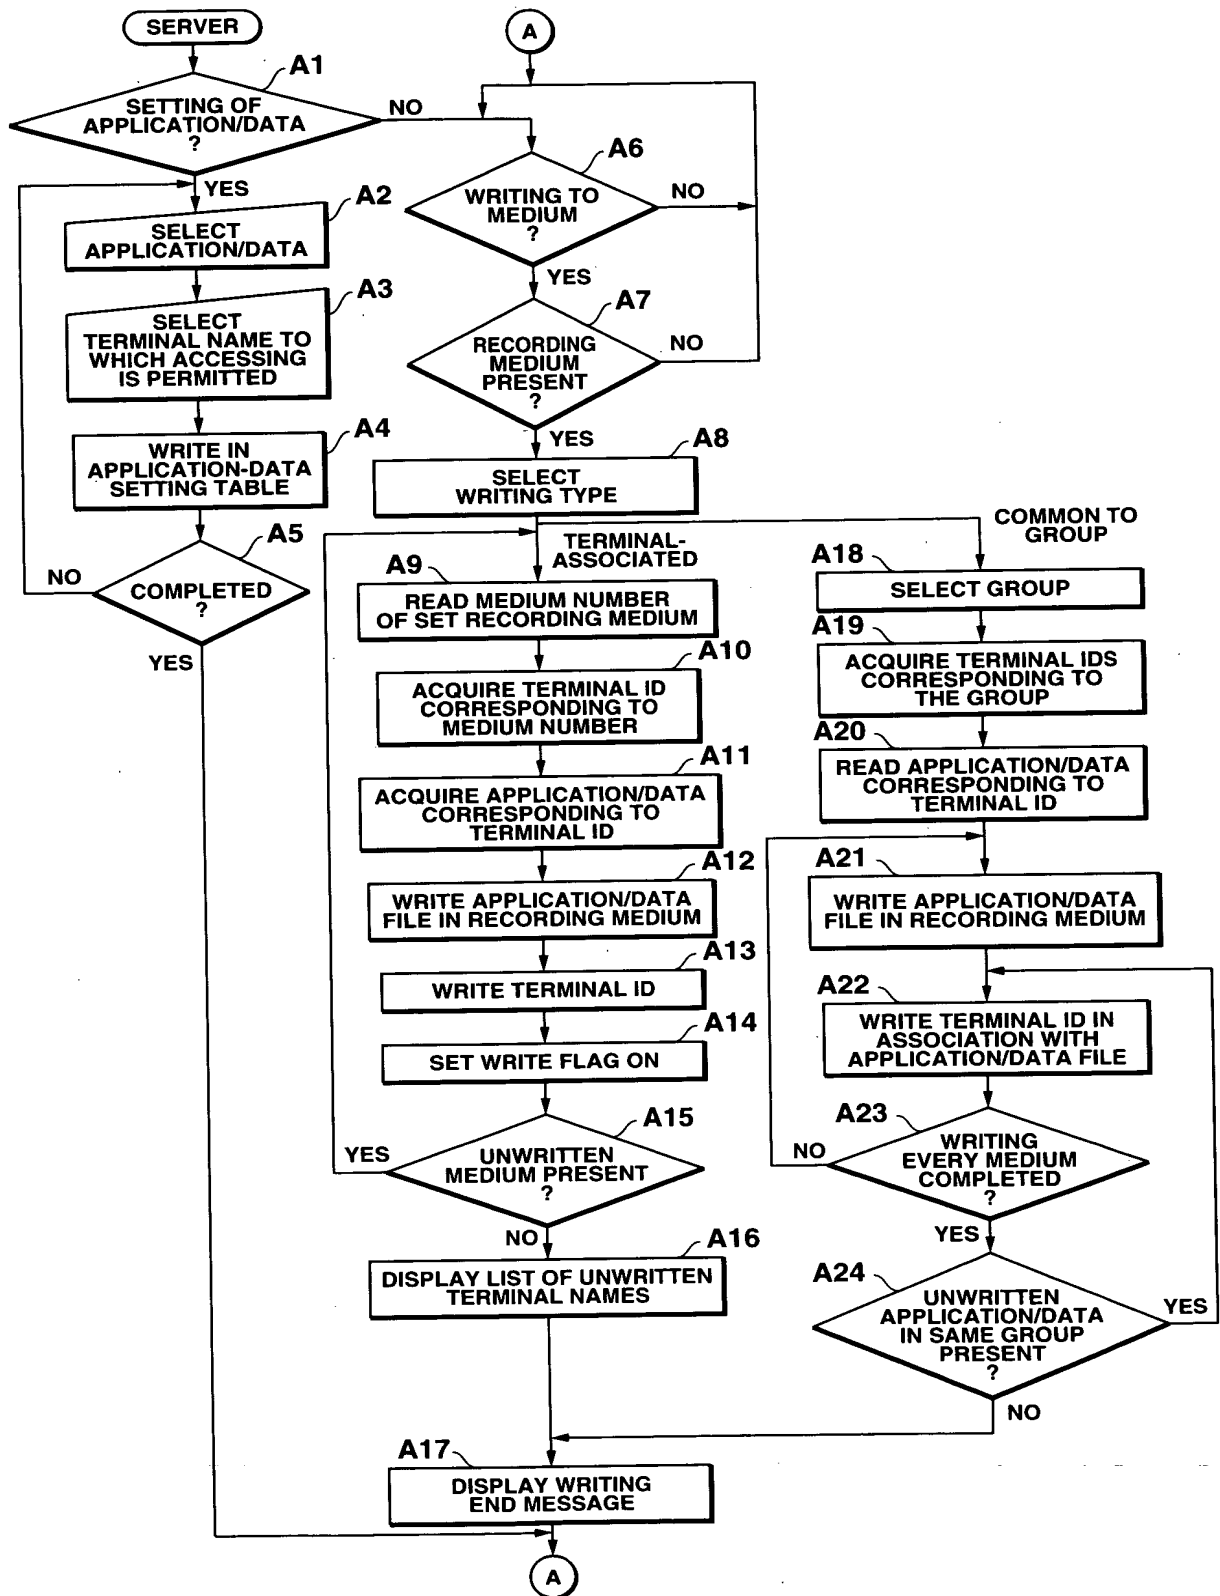 SERVER
A1
SETTING OF
APPLICATION/DATA
?
NO
YES
A2
SELECT
APPLICATION/DATA
A3
SELECT
TERMINAL NAME TO
WHICH ACCESSING
IS PERMITTED
A4
WRITE IN
APPLICATION-DATA
SETTING TABLE
A5
COMPLETED
?
NO
YES
A
A6
WRITING TO
MEDIUM
?
NO
YES
A7
RECORDING
MEDIUM
PRESENT
?
NO
YES
A8
SELECT
WRITING TYPE
TERMINAL-
ASSOCIATED
COMMON TO
GROUP
A9
READ MEDIUM NUMBER
OF SET RECORDING MEDIUM
A10
ACQUIRE TERMINAL ID
CORRESPONDING TO
MEDIUM NUMBER
A11
ACQUIRE APPLICATION/DATA
CORRESPONDING TO
TERMINAL ID
A12
WRITE APPLICATION/DATA
FILE IN RECORDING MEDIUM
A13
WRITE TERMINAL ID
A14
SET WRITE FLAG ON
A15
UNWRITTEN
MEDIUM PRESENT
?
YES
NO
A16
DISPLAY LIST OF UNWRITTEN
TERMINAL NAMES
A17
DISPLAY WRITING
END MESSAGE
A
A18
SELECT GROUP
A19
ACQUIRE TERMINAL IDS
CORRESPONDING TO
THE GROUP
A20
READ APPLICATION/DATA
CORRESPONDING TO
TERMINAL ID
A21
WRITE APPLICATION/DATA
FILE IN RECORDING MEDIUM
A22
WRITE TERMINAL ID IN
ASSOCIATION WITH
APPLICATION/DATA FILE
A23
WRITING
EVERY MEDIUM
COMPLETED
?
NO
YES
A24
UNWRITTEN
APPLICATION/DATA
IN SAME GROUP
PRESENT
?
YES
NO